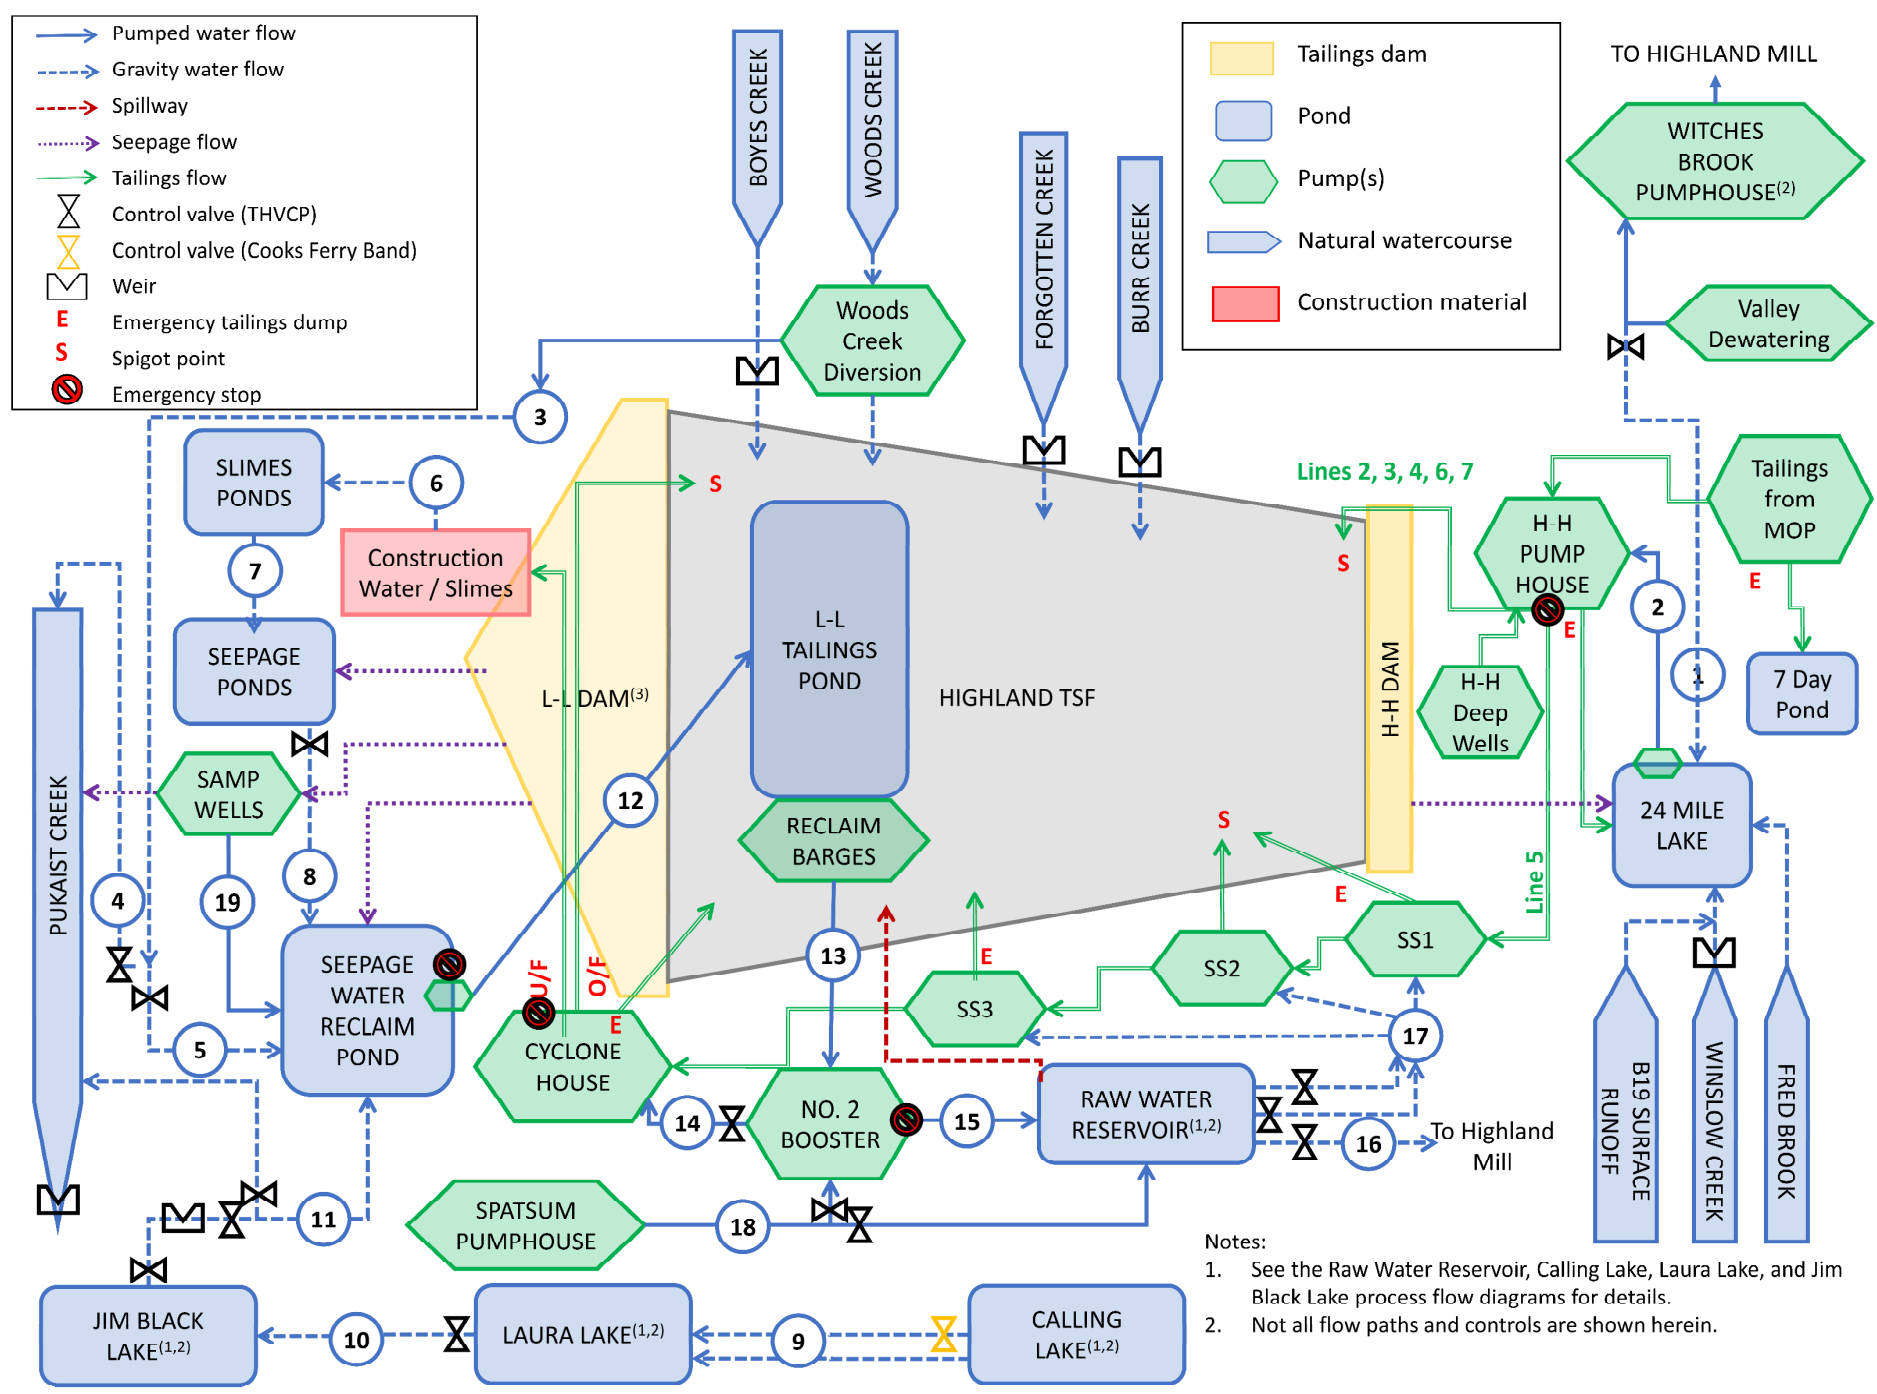 Pumped water flow
Gravity water flow
Spillway
Seepage flow
Tailings flow
Control valve (THVCP)
Control valve (Cooks Ferry Band)
Weir
E
Emergency tailings dump
S
Spigot point
Emergency stop
BOYES CREEK
WOODS CREEK
FORGOTTEN CREEK
BURR CREEK
Tailings dam
Pond
Pump(s)
Natural watercourse
Construction material
TO HIGHLAND MILL
WITCHES
BROOK
PUMPHOUSE(2)
Valley
Dewatering
Woods
Creek
Diversion
3
SLIMES
PONDS
6
Construction
Water / Slimes
7
SEEPAGE
PONDS
S
Lines 2, 3, 4, 6, 7
S
H-H
PUMP
HOUSE
E
Tailings
from
MOP
E
2
1
7 Day
Pond
L-L
TAILINGS
POND
L-L DAM(3)
HIGHLAND TSF
H-H DAM
H-H
Deep
Wells
PUKAIST CREEK
SAMP
WELLS
12
RECLAIM
BARGES
24 MILE
LAKE
S
E
Line 5
4
19
8
SEEPAGE
WATER
RECLAIM
POND
5
U/F
O/F
E
CYCLONE
HOUSE
13
E
SS3
SS2
SS1
17
14
NO. 2
BOOSTER
15
RAW WATER
RESERVOIR(1,2)
16
To Highland
Mill
B19 SURFACE
RUNOFF
WINSLOW CREEK
FRED BROOK
11
SPATSUM
PUMPHOUSE
18
JIM BLACK
LAKE(1,2)
10
LAURA LAKE(1,2)
9
CALLING
LAKE(1,2)
Notes:
1. See the Raw Water Reservoir, Calling Lake, Laura Lake, and Jim
Black Lake process flow diagrams for details.
2. Not all flow paths and controls are shown herein.